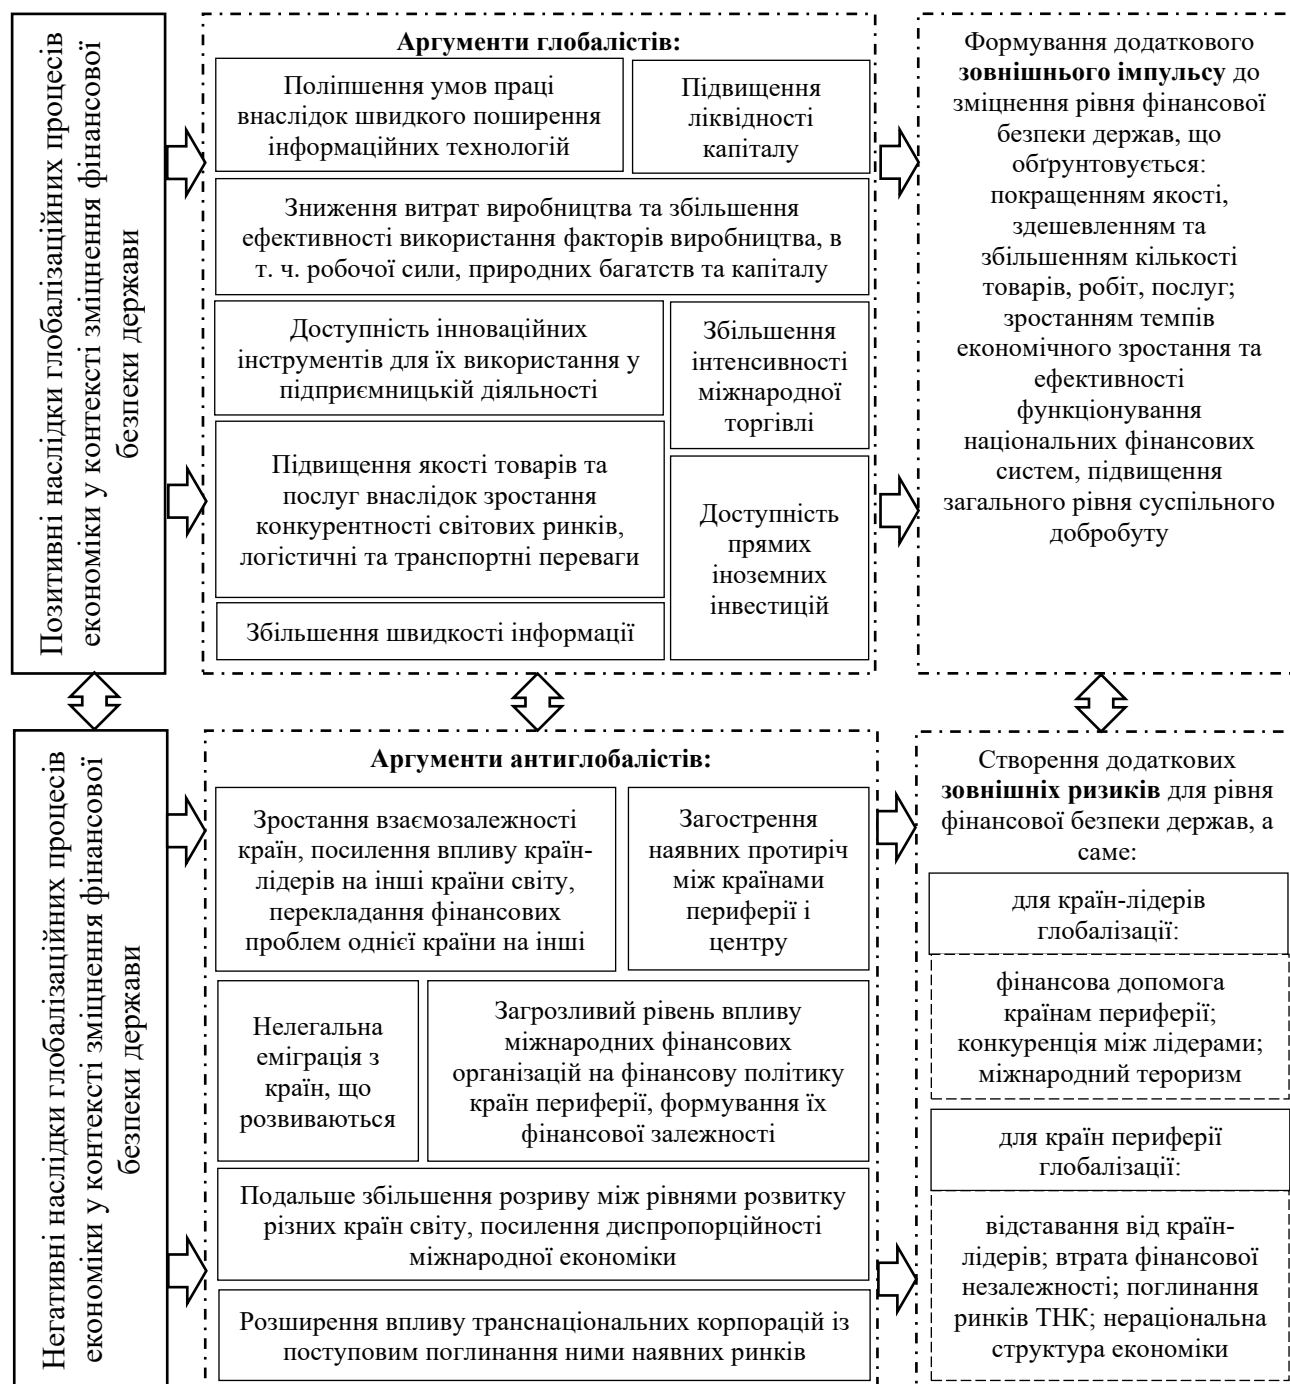 Позитивні наслідки глобалізаційних процесів
економіки у контексті зміцнення фінансової
безпеки держави
Аргументи глобалістів:
Поліпшення умов праці
внаслідок швидкого поширення
інформаційних технологій
Підвищення
ліквідності
капіталу
Зниження витрат виробництва та збільшення
ефективності використання факторів виробництва, в
т. ч. робочої сили, природних багатств та капіталу
Доступність інноваційних
інструментів для їх використання у
підприємницькій діяльності
Збільшення
інтенсивності
міжнародної
торгівлі
Підвищення якості товарів та
послуг внаслідок зростання
конкурентності світових ринків,
логістичні та транспортні переваги
Доступність
прямих
іноземних
інвестицій
Збільшення швидкості інформації
Формування додаткового
зовнішнього імпульсу до
зміцнення рівня фінансової
безпеки держав, що
обґрунтовується:
покращенням якості,
здешевленням та
збільшенням кількості
товарів, робіт, послуг;
зростанням темпів
економічного зростання та
ефективності
функціонування
національних фінансових
систем, підвищення
загального рівня суспільного
добробуту
Негативні наслідки глобалізаційних процесів
економіки у контексті зміцнення фінансової
безпеки держави
Аргументи антиглобалістів:
Зростання взаємозалежності
країн, посилення впливу країн-
лідерів на інші країни світу,
перекладання фінансових
проблем однієї країни на інші
Загострення
наявних протиріч
між країнами
периферії і
центру
Нелегальна
еміграція з
країн, що
розвиваються
Загрозливий рівень впливу
міжнародних фінансових
організацій на фінансову політику
країн периферії, формування їх
фінансової залежності
Подальше збільшення розриву між рівнями розвитку
різних країн світу, посилення диспропорційності
міжнародної економіки
Розширення впливу транснаціональних корпорацій із
поступовим поглинання ними наявних ринків
Створення додаткових
зовнішніх ризиків для рівня
фінансової безпеки держав, а
саме:
для країн-лідерів
глобалізації:
фінансова допомога
країнам периферії;
конкуренція між лідерами;
міжнародний тероризм
для країн периферії
глобалізації:
відставання від країн-
лідерів; втрата фінансової
незалежності; поглинання
ринків ТНК; нераціональна
структура економіки